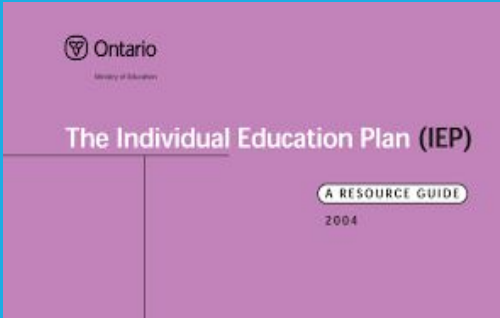 Ontario
Ministry of Education
The Individual Education Plan (IEP)
A RESOURCE GUIDE
2004